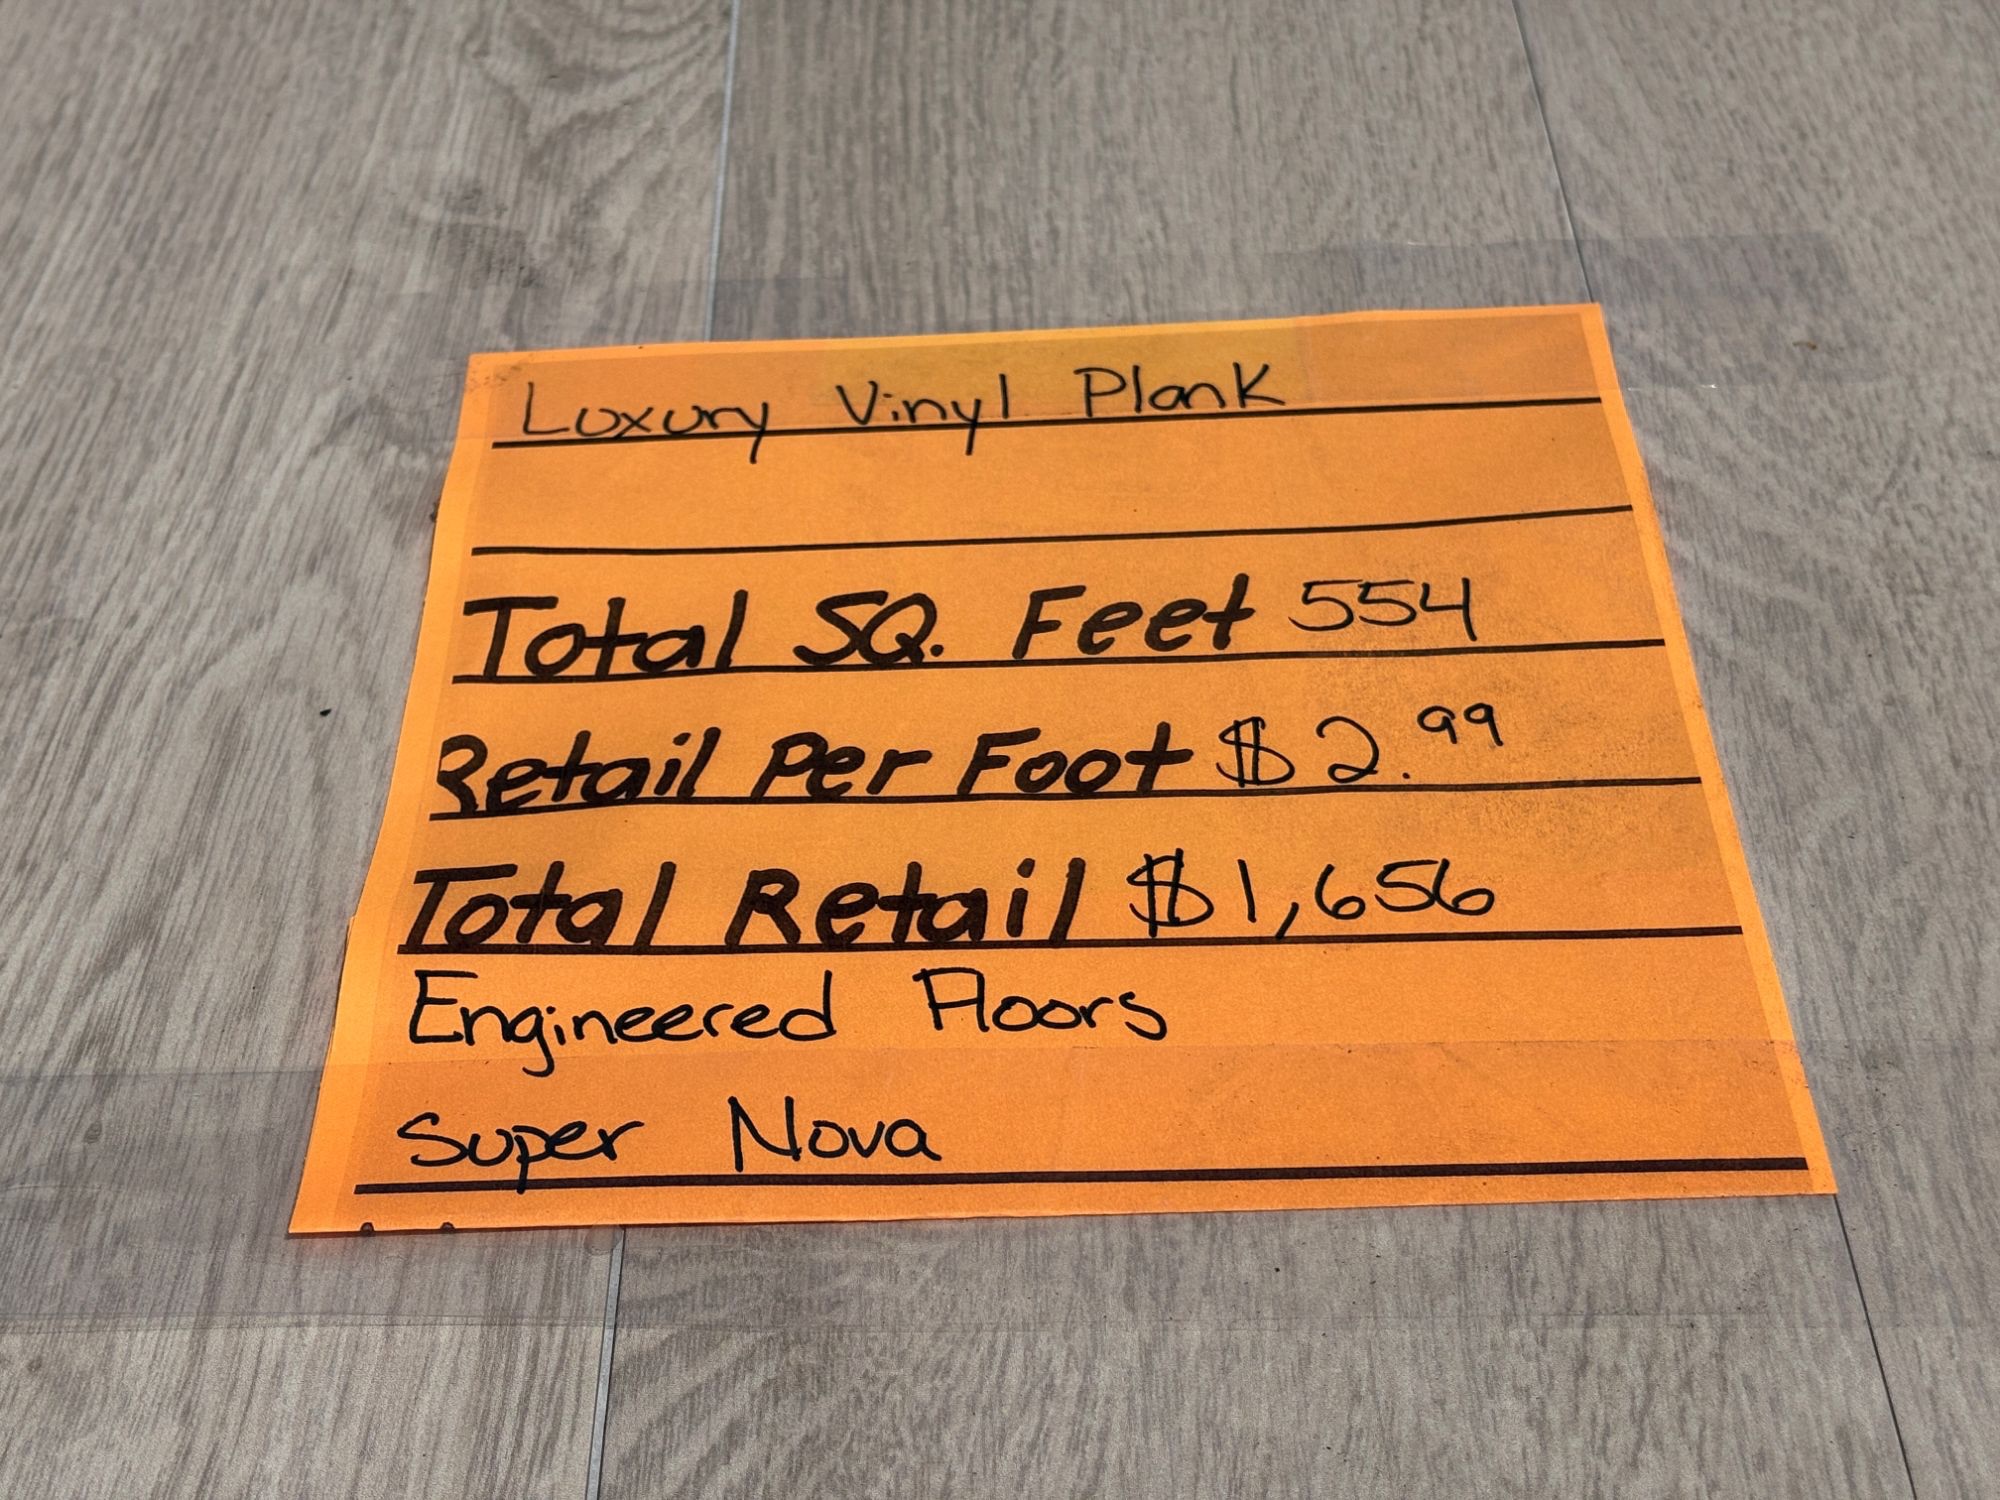 Luxury Vinyl Plank
Total SQ. Feet 554
Retail Per Foot $2.99
Total Retail $1,656
Engineered Floors
Super Nova